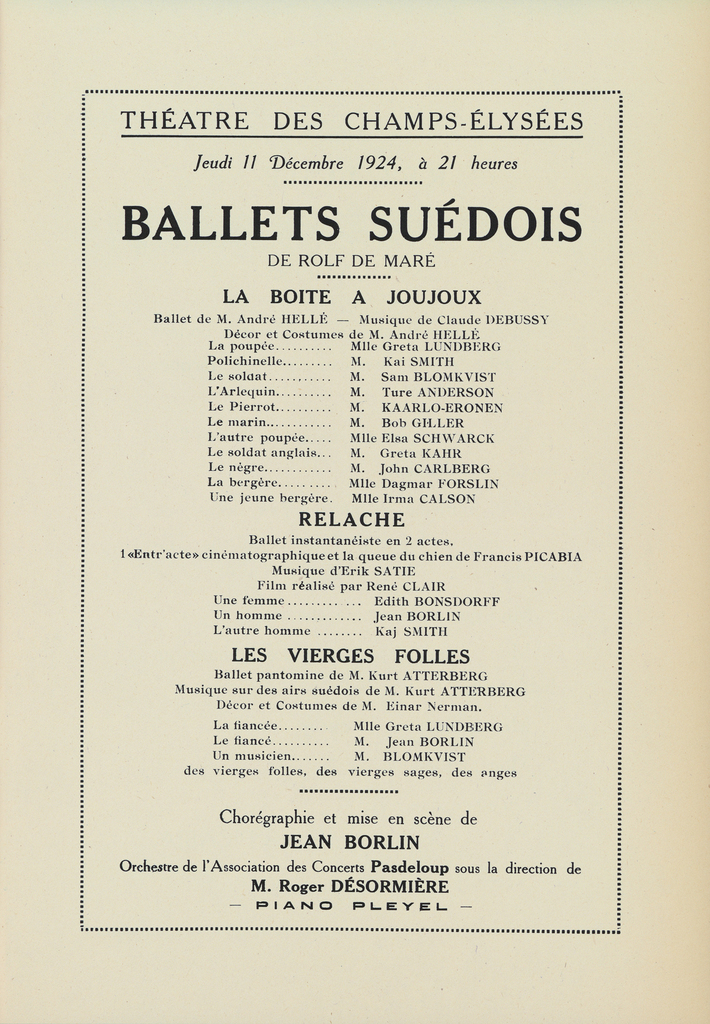 THÉATRE DES CHAMPS-ÉLYSÉES
Jeudi 11 Décembre 1924, à 21 heures
BALLETS SUÉDOIS
DE ROLF DE MARÉ
LA BOITE A JOUJOUX
Ballet de M. André HELLÉ — Musique de Claude DEBUSSY
Décor et Costumes de M. André HELLÉ
La poupée.......... Mlle Greta LUNDBERG
Polichinelle......... M. Kai SMITH
Le soldat........... M. Sam BLOMKVIST
L'Arlequin.......... M. Ture ANDERSON
Le Pierrot.......... M. KAARLO-ERONEN
Le marin........... M. Bob GILLER
L'autre poupée..... Mlle Elsa SCHWARCK
Le soldat anglais... M. Greta KAHR
Le nègre............ M. John CARLBERG
La bergère......... Mlle Dagmar FORSLIN
Une jeune bergère. Mlle Irma CALSON
RELACHE
Ballet instantanéiste en 2 actes,
1 «Entr'acte» cinématographique et la queue du chien de Francis PICABIA
Musique d'Erik SATIE
Film réalisé par René CLAIR
Une femme............. Edith BONSDORFF
Un homme ............. Jean BORLIN
L'autre homme ........ Kaj SMITH
LES VIERGES FOLLES
Ballet pantomine de M. Kurt ATTERBERG
Musique sur des airs suédois de M. Kurt ATTERBERG
Décor et Costumes de M. Einar Nerman.
La fiancée........ Mlle Greta LUNDBERG
Le fiancé.......... M. Jean BORLIN
Un musicien....... M. BLOMKVIST
des vierges folles, des vierges sages, des anges
Chorégraphie et mise en scène de
JEAN BORLIN
Orchestre de l'Association des Concerts Pasdeloup sous la direction de
M. Roger DÉSORMIÈRE
— PIANO PLEYEL —